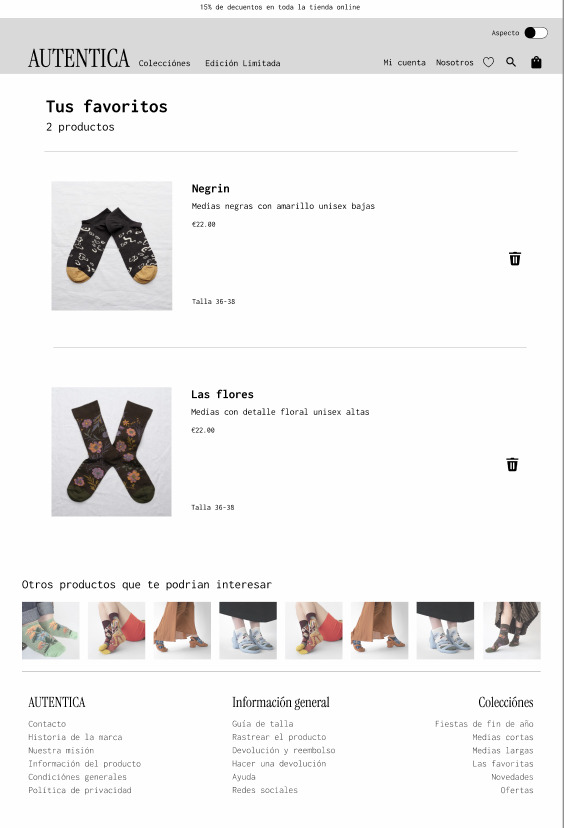 15% de decuentos en toda la tienda online
Aspecto
AUTENTICA Colecciónes Edición Limitada Mi cuenta Nosotros
Tus favoritos
2 productos
Negrin
Medias negras con amarillo unisex bajas
€22.00
Talla 36-38
Las flores
Medias con detalle floral unisex altas
€22.00
Talla 36-38
Otros productos que te podrian interesar
AUTENTICA
Contacto
Historia de la marca
Nuestra misión
Información del producto
Condiciónes generales
Política de privacidad
Información general
Guía de talla
Rastrear el producto
Devolución y reembolso
Hacer una devolución
Ayuda
Redes sociales
Colecciónes
Fiestas de fin de año
Medias cortas
Medias largas
Las favoritas
Novedades
Ofertas